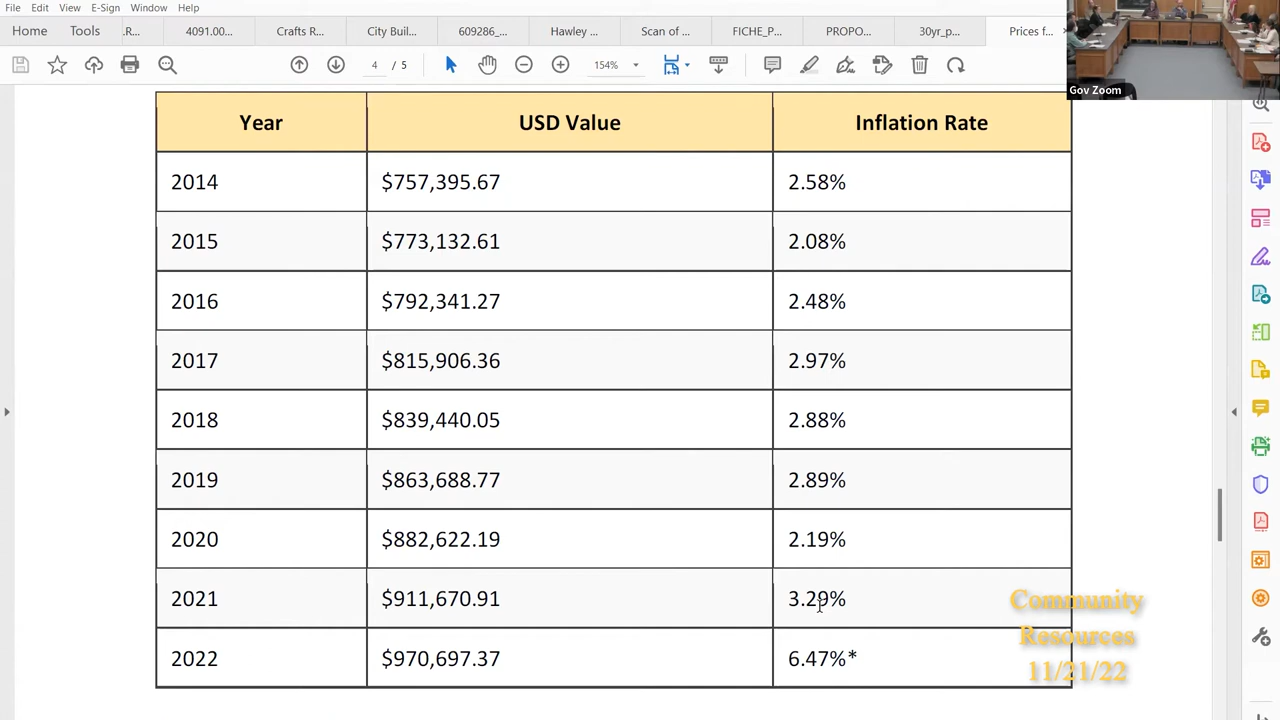 File Edit View E-Sign Window Help
Home Tools ...R... 4091.00... Crafts R... City Buil... 609286_... Hawley ... Scan of ... FICHE_P... PROPO... 30yr_p... Prices f...
4 / 5 154%
Gov Zoom
Year USD Value Inflation Rate
2014 $757,395.67 2.58%
2015 $773,132.61 2.08%
2016 $792,341.27 2.48%
2017 $815,906.36 2.97%
2018 $839,440.05 2.88%
2019 $863,688.77 2.89%
2020 $882,622.19 2.19%
2021 $911,670.91 3.29%
2022 $970,697.37 6.47%*
Community
Resources
11/21/22